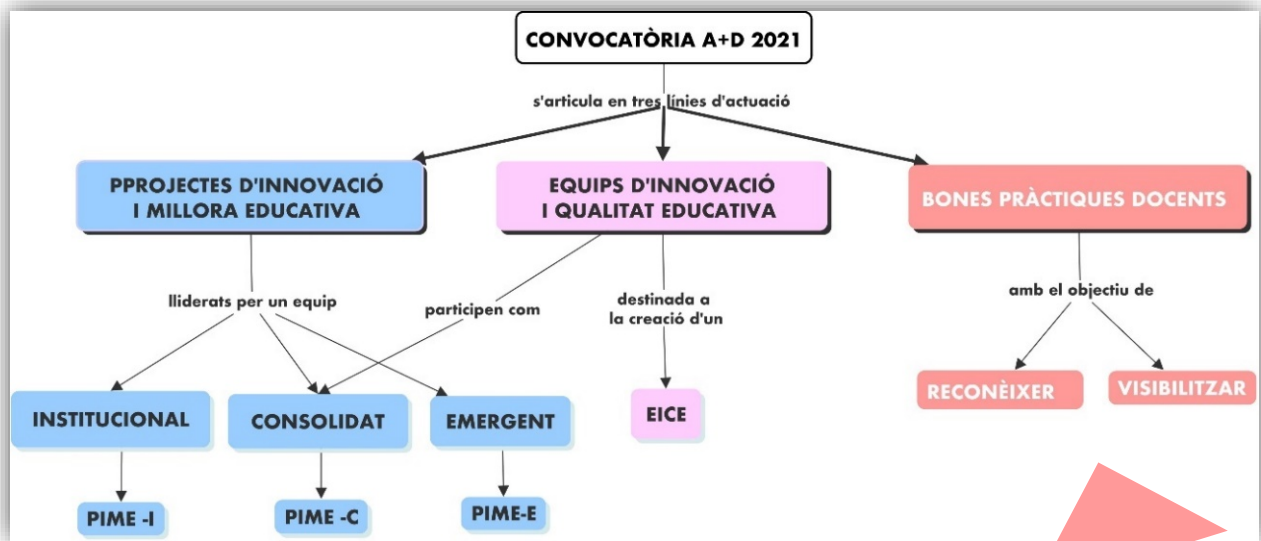 CONVOCATÒRIA A+D 2021
s'articula en tres línies d'actuació
PPROJECTES D'INNOVACIÓ
I MILLORA EDUCATIVA
EQUIPS D'INNOVACIÓ
I QUALITAT EDUCATIVA
BONES PRÀCTIQUES DOCENTS
lliderats per un equip
participen com
destinada a
la creació d'un
amb el objectiu de
INSTITUCIONAL
CONSOLIDAT
EMERGENT
EICE
RECONÈIXER
VISIBILITZAR
PIME -I
PIME -C
PIME-E